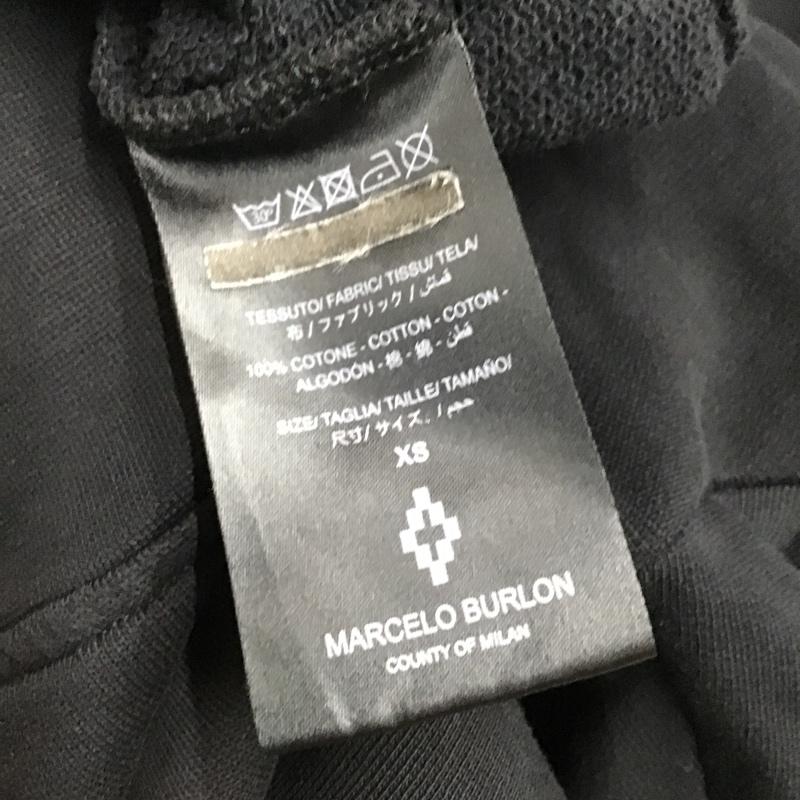 30°
TESSUTO/ FABRIC/ TISSU/ TELA/
布 / ファブリック / قماش
100% COTONE - COTTON - COTON -
ALGODÓN - 棉 - 綿 - قطن
SIZE/ TAGLIA/ TAILLE/ TAMAÑO/
尺寸/ サイズ. / حجم
XS
MARCELO BURLON
COUNTY OF MILAN